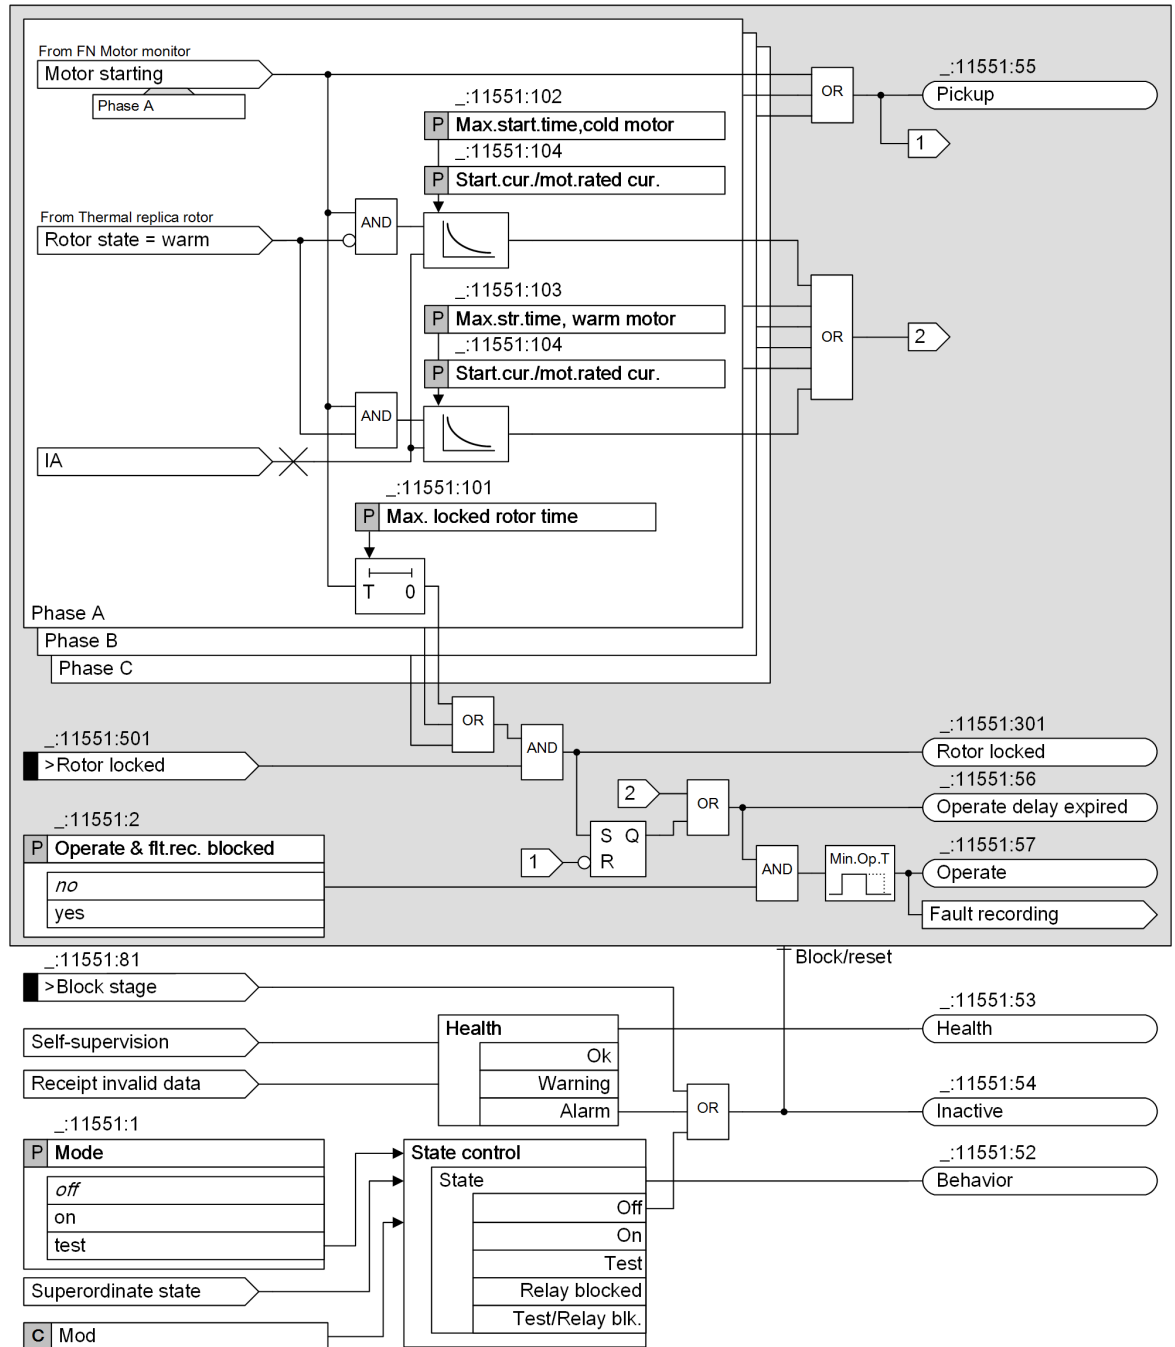 From FN Motor monitor
Motor starting
Phase A
_:11551:55
OR
Pickup
1
_:11551:102
P Max.start.time,cold motor
_:11551:104
P Start.cur./mot.rated cur.
From Thermal replica rotor
Rotor state = warm
AND
_:11551:103
P Max.str.time, warm motor
_:11551:104
P Start.cur./mot.rated cur.
OR
2
AND
IA
_:11551:101
P Max. locked rotor time
T 0
Phase A
Phase B
Phase C
OR
_:11551:501
>Rotor locked
AND
_:11551:301
Rotor locked
2
OR
_:11551:56
Operate delay expired
_:11551:2
P Operate & flt.rec. blocked
no
yes
1
S Q
R
AND
Min.Op.T
_:11551:57
Operate
Fault recording
Block/reset
_:11551:81
>Block stage
Self-supervision
Receipt invalid data
Health
Ok
Warning
Alarm
OR
_:11551:53
Health
_:11551:54
Inactive
_:11551:1
P Mode
off
on
test
Superordinate state
C Mod
State control
State
Off
On
Test
Relay blocked
Test/Relay blk.
_:11551:52
Behavior